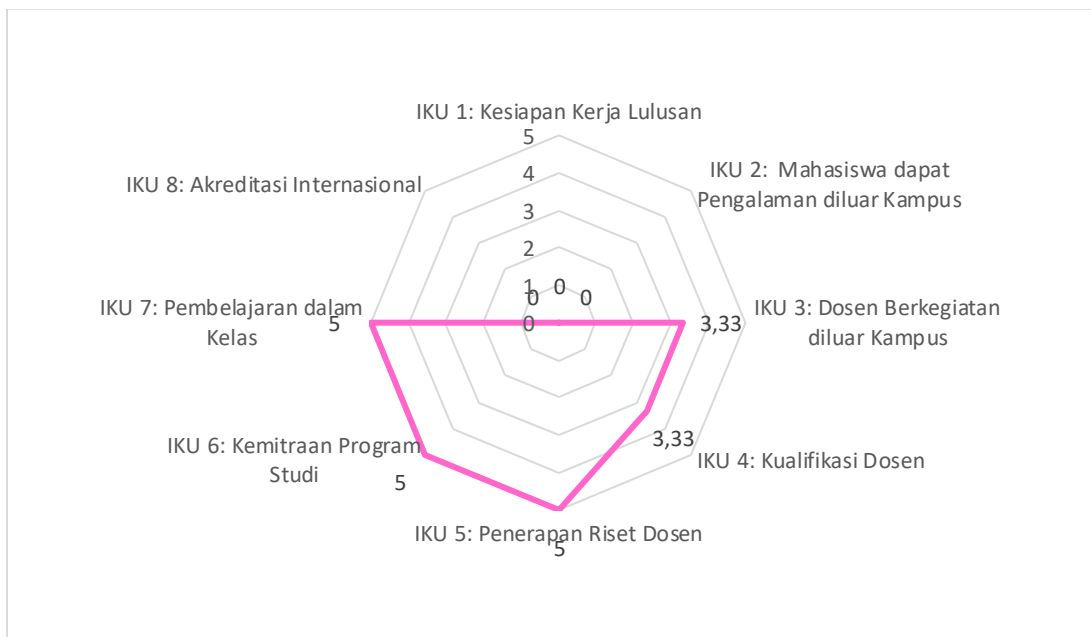 IKU 1: Kesiapan Kerja Lulusan
5
IKU 8: Akreditasi Internasional
IKU 2: Mahasiswa dapat
Pengalaman diluar Kampus
4
3
2
1
0
0
0
0
IKU 7: Pembelajaran dalam
Kelas
5
3,33
IKU 3: Dosen Berkegiatan
diluar Kampus
IKU 6: Kemitraan Program
Studi
5
3,33
IKU 4: Kualifikasi Dosen
IKU 5: Penerapan Riset Dosen
5